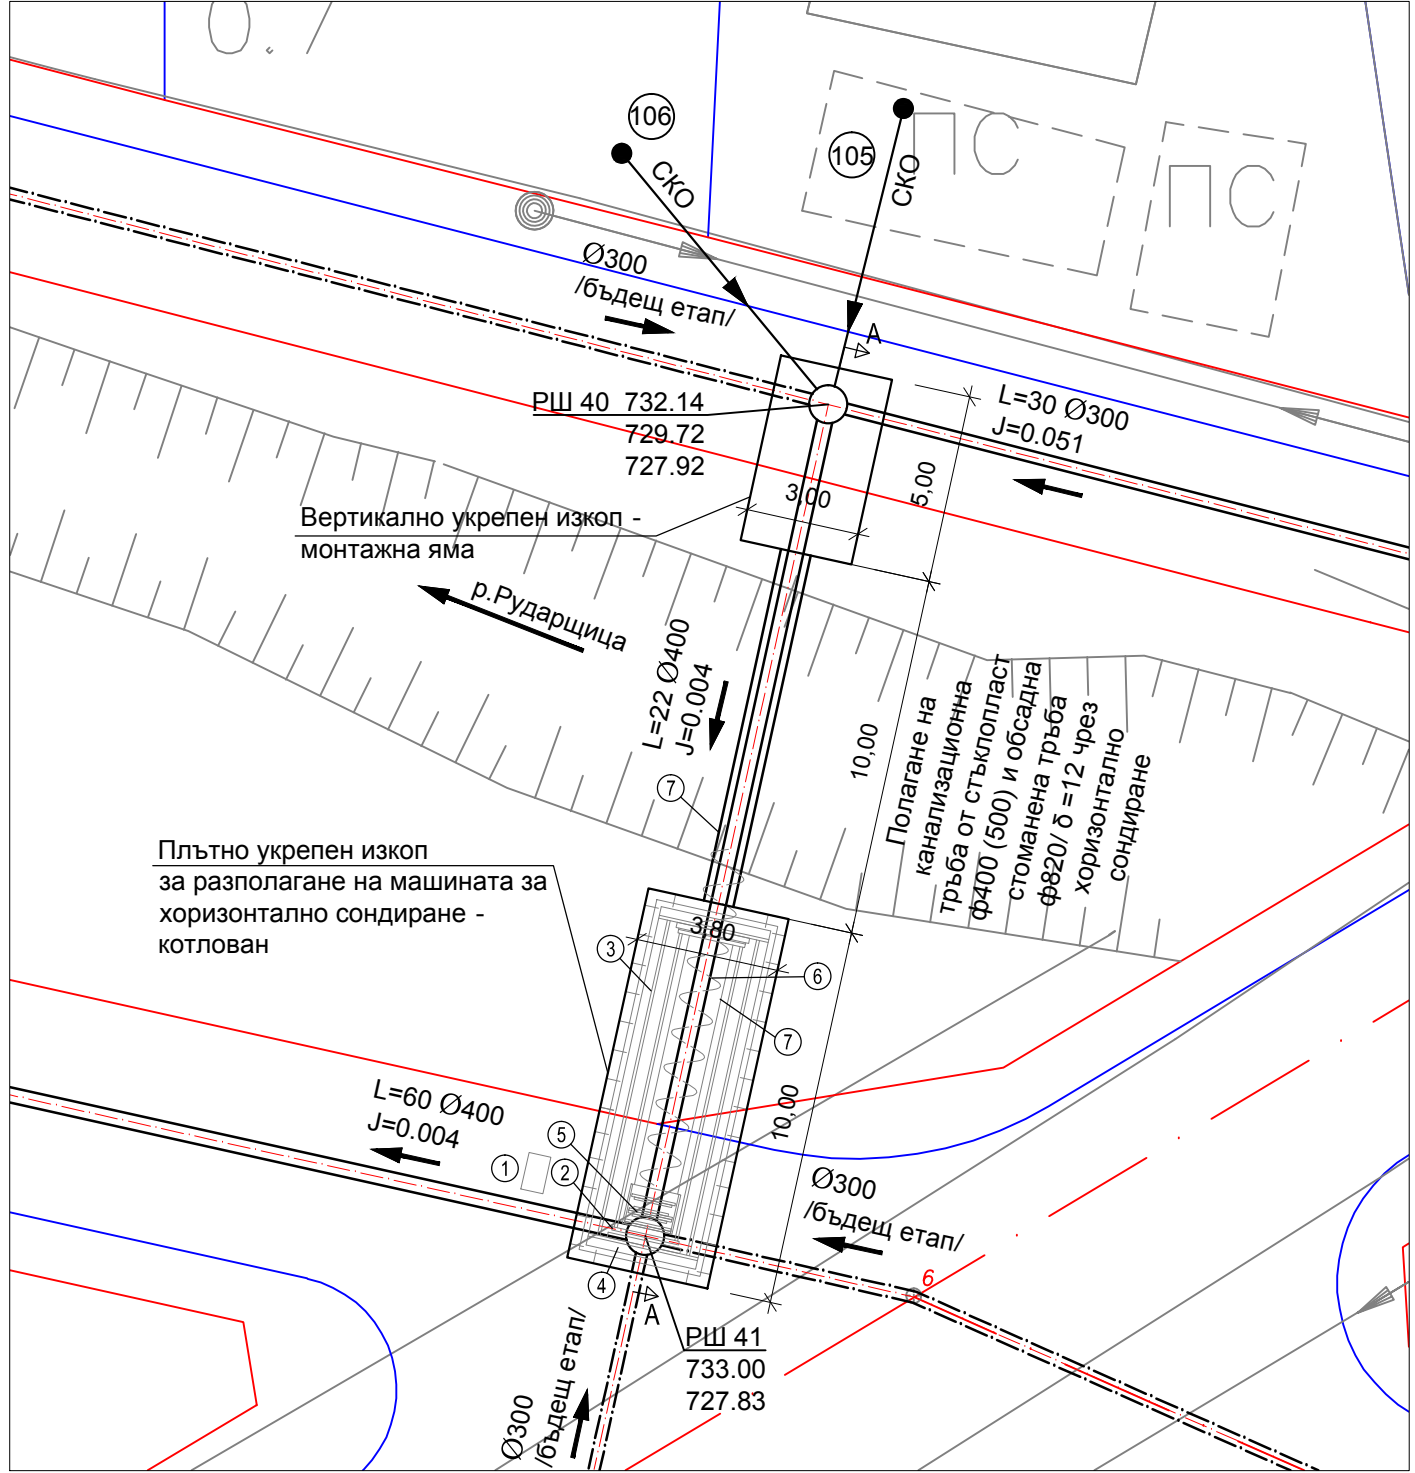 106
105
ПС
ПС
СКО
СКО
Ø300
/бъдещ етап/
A
РШ 40 732.14
729.72
727.92
L=30 Ø300
J=0.051
3,00
5,00
Вертикално укрепен изкоп -
монтажна яма
р.Рударщица
L=22 Ø400
J=0.004
10,00
Полагане на
канализационна
тръба от стъклопласт
ф400 (500) и обсадна
стоманена тръба
ф820/ δ =12 чрез
хоризонтално
сондиране
7
Плътно укрепен изкоп
за разполагане на машината за
хоризонтално сондиране -
котлован
3,80
3
6
7
10,00
L=60 Ø400
J=0.004
5
1
2
4
Ø300
/бъдещ етап/
6
A
РШ 41
733.00
727.83
Ø300
/бъдещ етап/